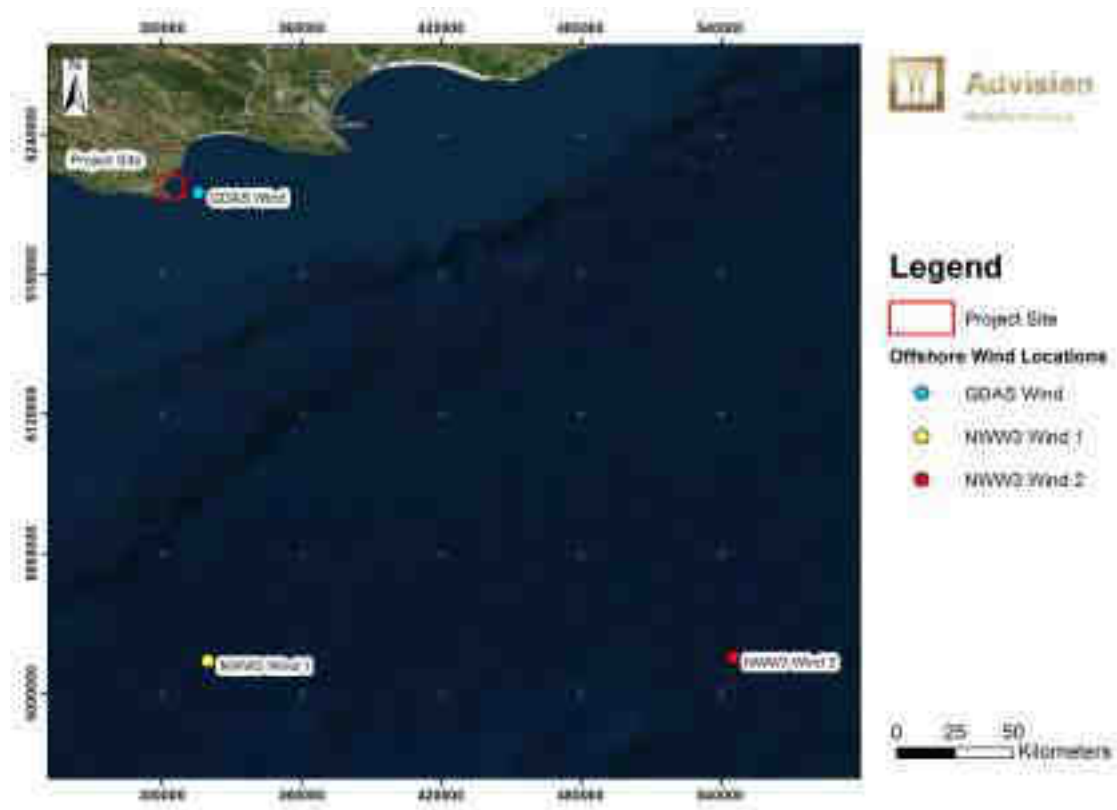 300000 360000 420000 480000 540000
Project Site
GDAS Wind
NWW3 Wind 1
NWW3 Wind 2
300000 360000 420000 480000 540000
Advisian
Legend
Project Site
Offshore Wind Locations
GDAS Wind
NWW3 Wind 1
NWW3 Wind 2
0 25 50
Kilometers